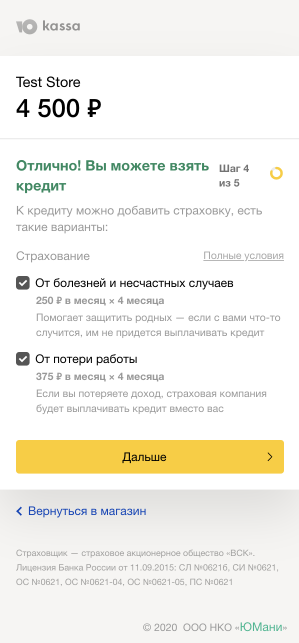 kassa
Test Store
4 500 ₽
Отлично! Вы можете взять
кредит
Шаг 4
из 5
К кредиту можно добавить страховку, есть
такие варианты:
Страхование
Полные условия
От болезней и несчастных случаев
250 ₽ в месяц × 4 месяца
Помогает защитить родных — если с вами что-то
случится, им не придется выплачивать кредит
От потери работы
375 ₽ в месяц × 4 месяца
Если вы потеряете доход, страховая компания
будет выплачивать кредит вместо вас
Дальше
Вернуться в магазин
Страховщик — страховое акционерное общество «ВСК».
Лицензия Банка России от 11.09.2015: СЛ №0621б, СИ №0621,
ОС №0621, ОС №0621-04, ОС №0621-05, ПС №0621
© 2020 ООО НКО «ЮМани»